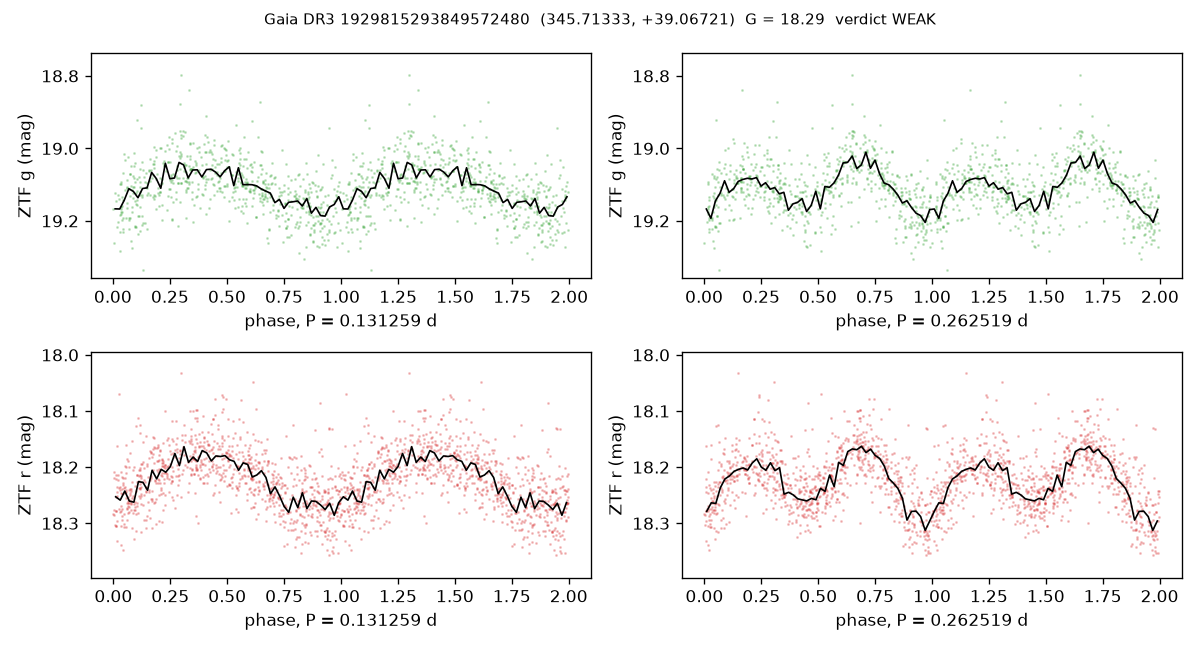 Gaia DR3 1929815293849572480 (345.71333, +39.06721) G = 18.29 verdict WEAK
ZTF g (mag)
18.8
19.0
19.2
0.00 0.25 0.50 0.75 1.00 1.25 1.50 1.75 2.00
phase, P = 0.131259 d
ZTF g (mag)
18.8
19.0
19.2
0.00 0.25 0.50 0.75 1.00 1.25 1.50 1.75 2.00
phase, P = 0.262519 d
ZTF r (mag)
18.0
18.1
18.2
18.3
0.00 0.25 0.50 0.75 1.00 1.25 1.50 1.75 2.00
phase, P = 0.131259 d
ZTF r (mag)
18.0
18.1
18.2
18.3
0.00 0.25 0.50 0.75 1.00 1.25 1.50 1.75 2.00
phase, P = 0.262519 d